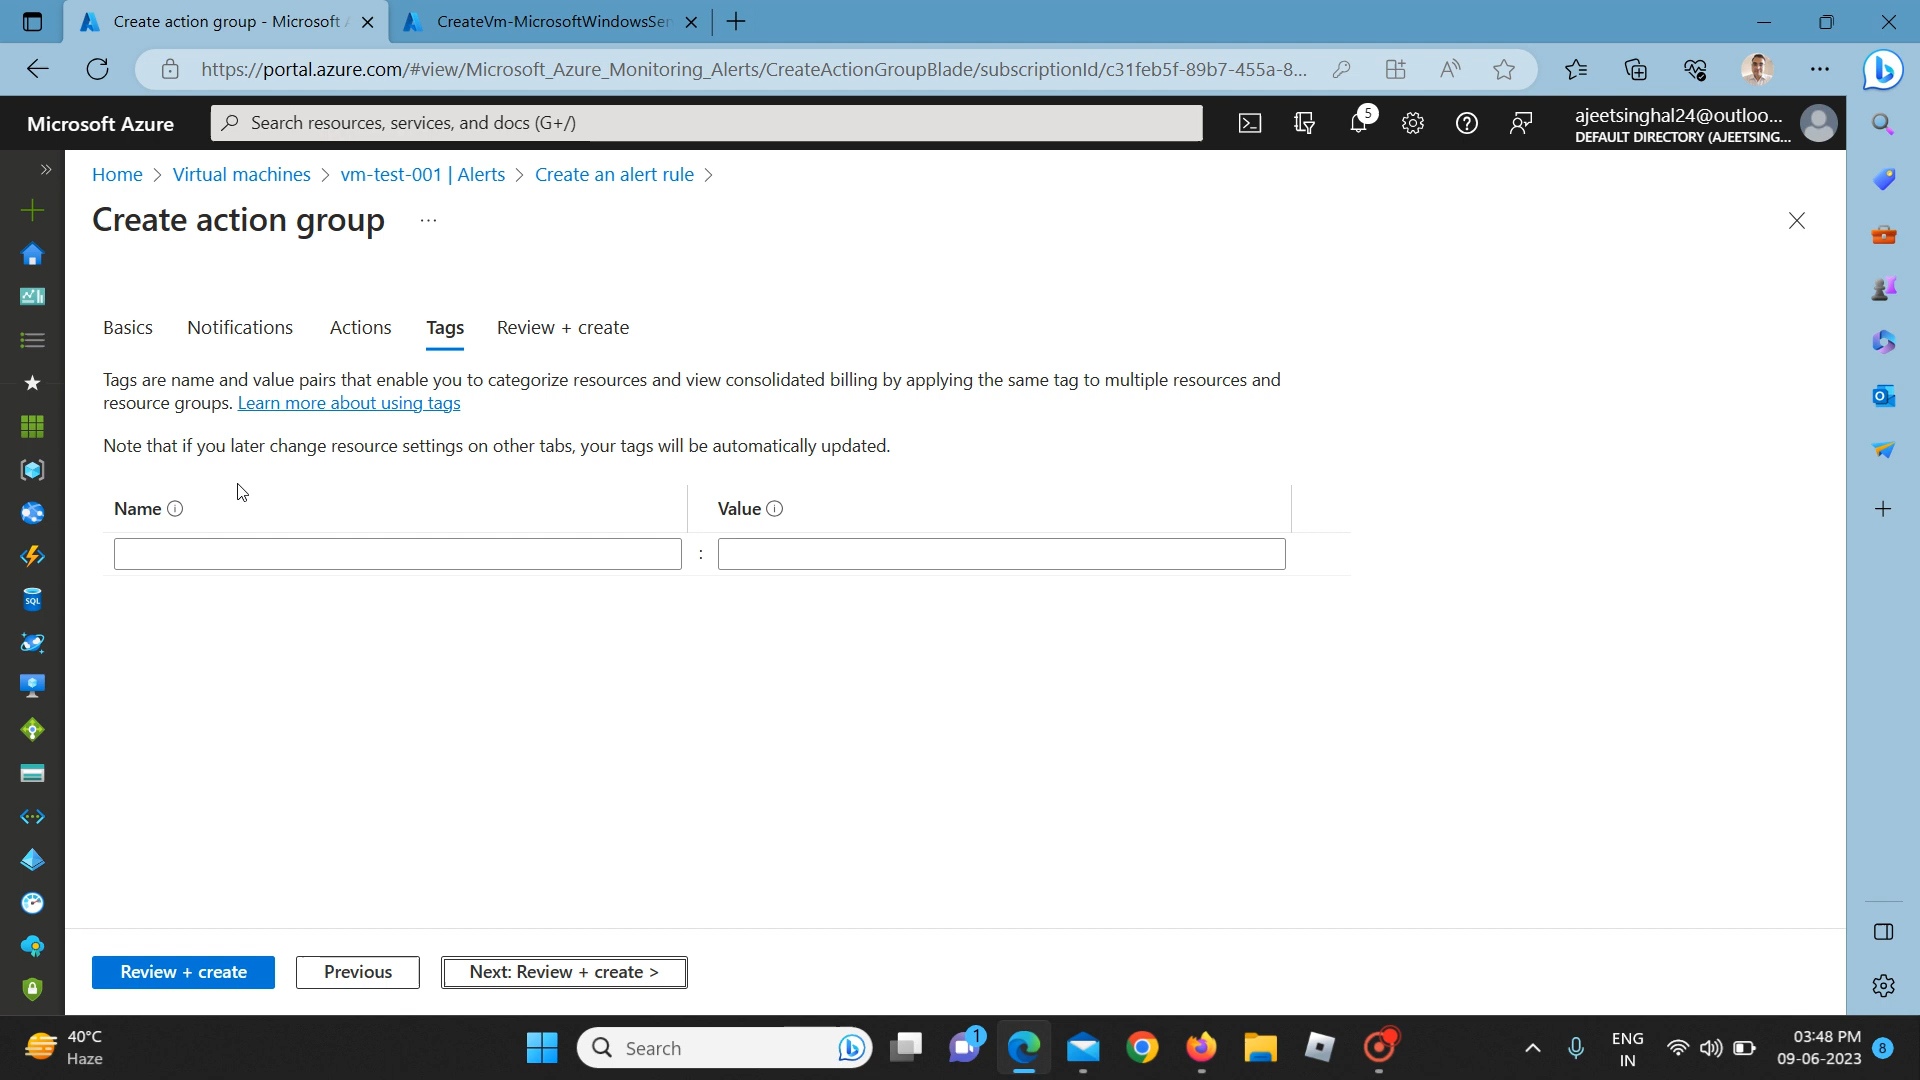 Create action group - Microsoft A
CreateVm-MicrosoftWindowsSer
https://portal.azure.com/#view/Microsoft_Azure_Monitoring_Alerts/CreateActionGroupBlade/subscriptionId/c31feb5f-89b7-455a-8...
Microsoft Azure
Search resources, services, and docs (G+/)
5
ajeetsinghal24@outloo...
DEFAULT DIRECTORY (AJEETSING...
Home > Virtual machines > vm-test-001 | Alerts > Create an alert rule >
Create action group ...
Basics Notifications Actions Tags Review + create
Tags are name and value pairs that enable you to categorize resources and view consolidated billing by applying the same tag to multiple resources and
resource groups. Learn more about using tags
Note that if you later change resource settings on other tabs, your tags will be automatically updated.
Name Value
:
SQL
Review + create Previous Next: Review + create >
40°C
Haze
Search
1
ENG
IN
03:48 PM
09-06-2023
8